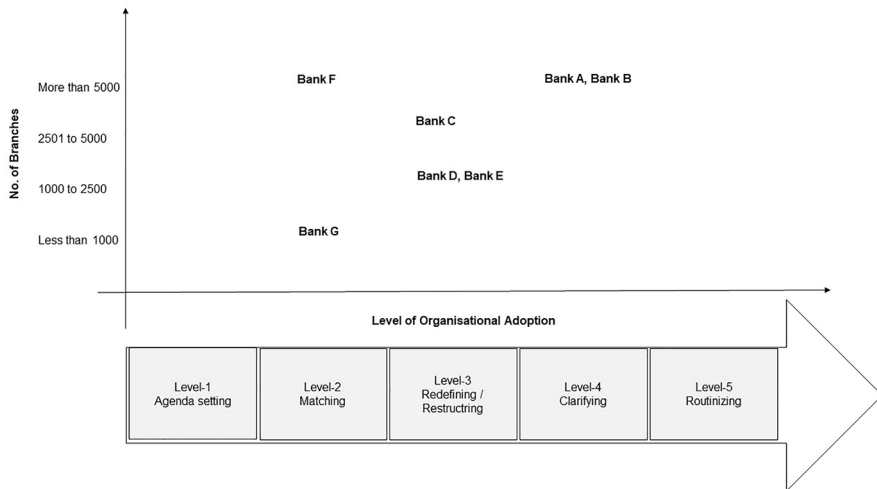 No. of Branches
More than 5000
2501 to 5000
1000 to 2500
Less than 1000
Bank F
Bank A, Bank B
Bank C
Bank D, Bank E
Bank G
Level of Organisational Adoption
Level-1
Agenda setting
Level-2
Matching
Level-3
Redefining /
Restructring
Level-4
Clarifying
Level-5
Routinizing